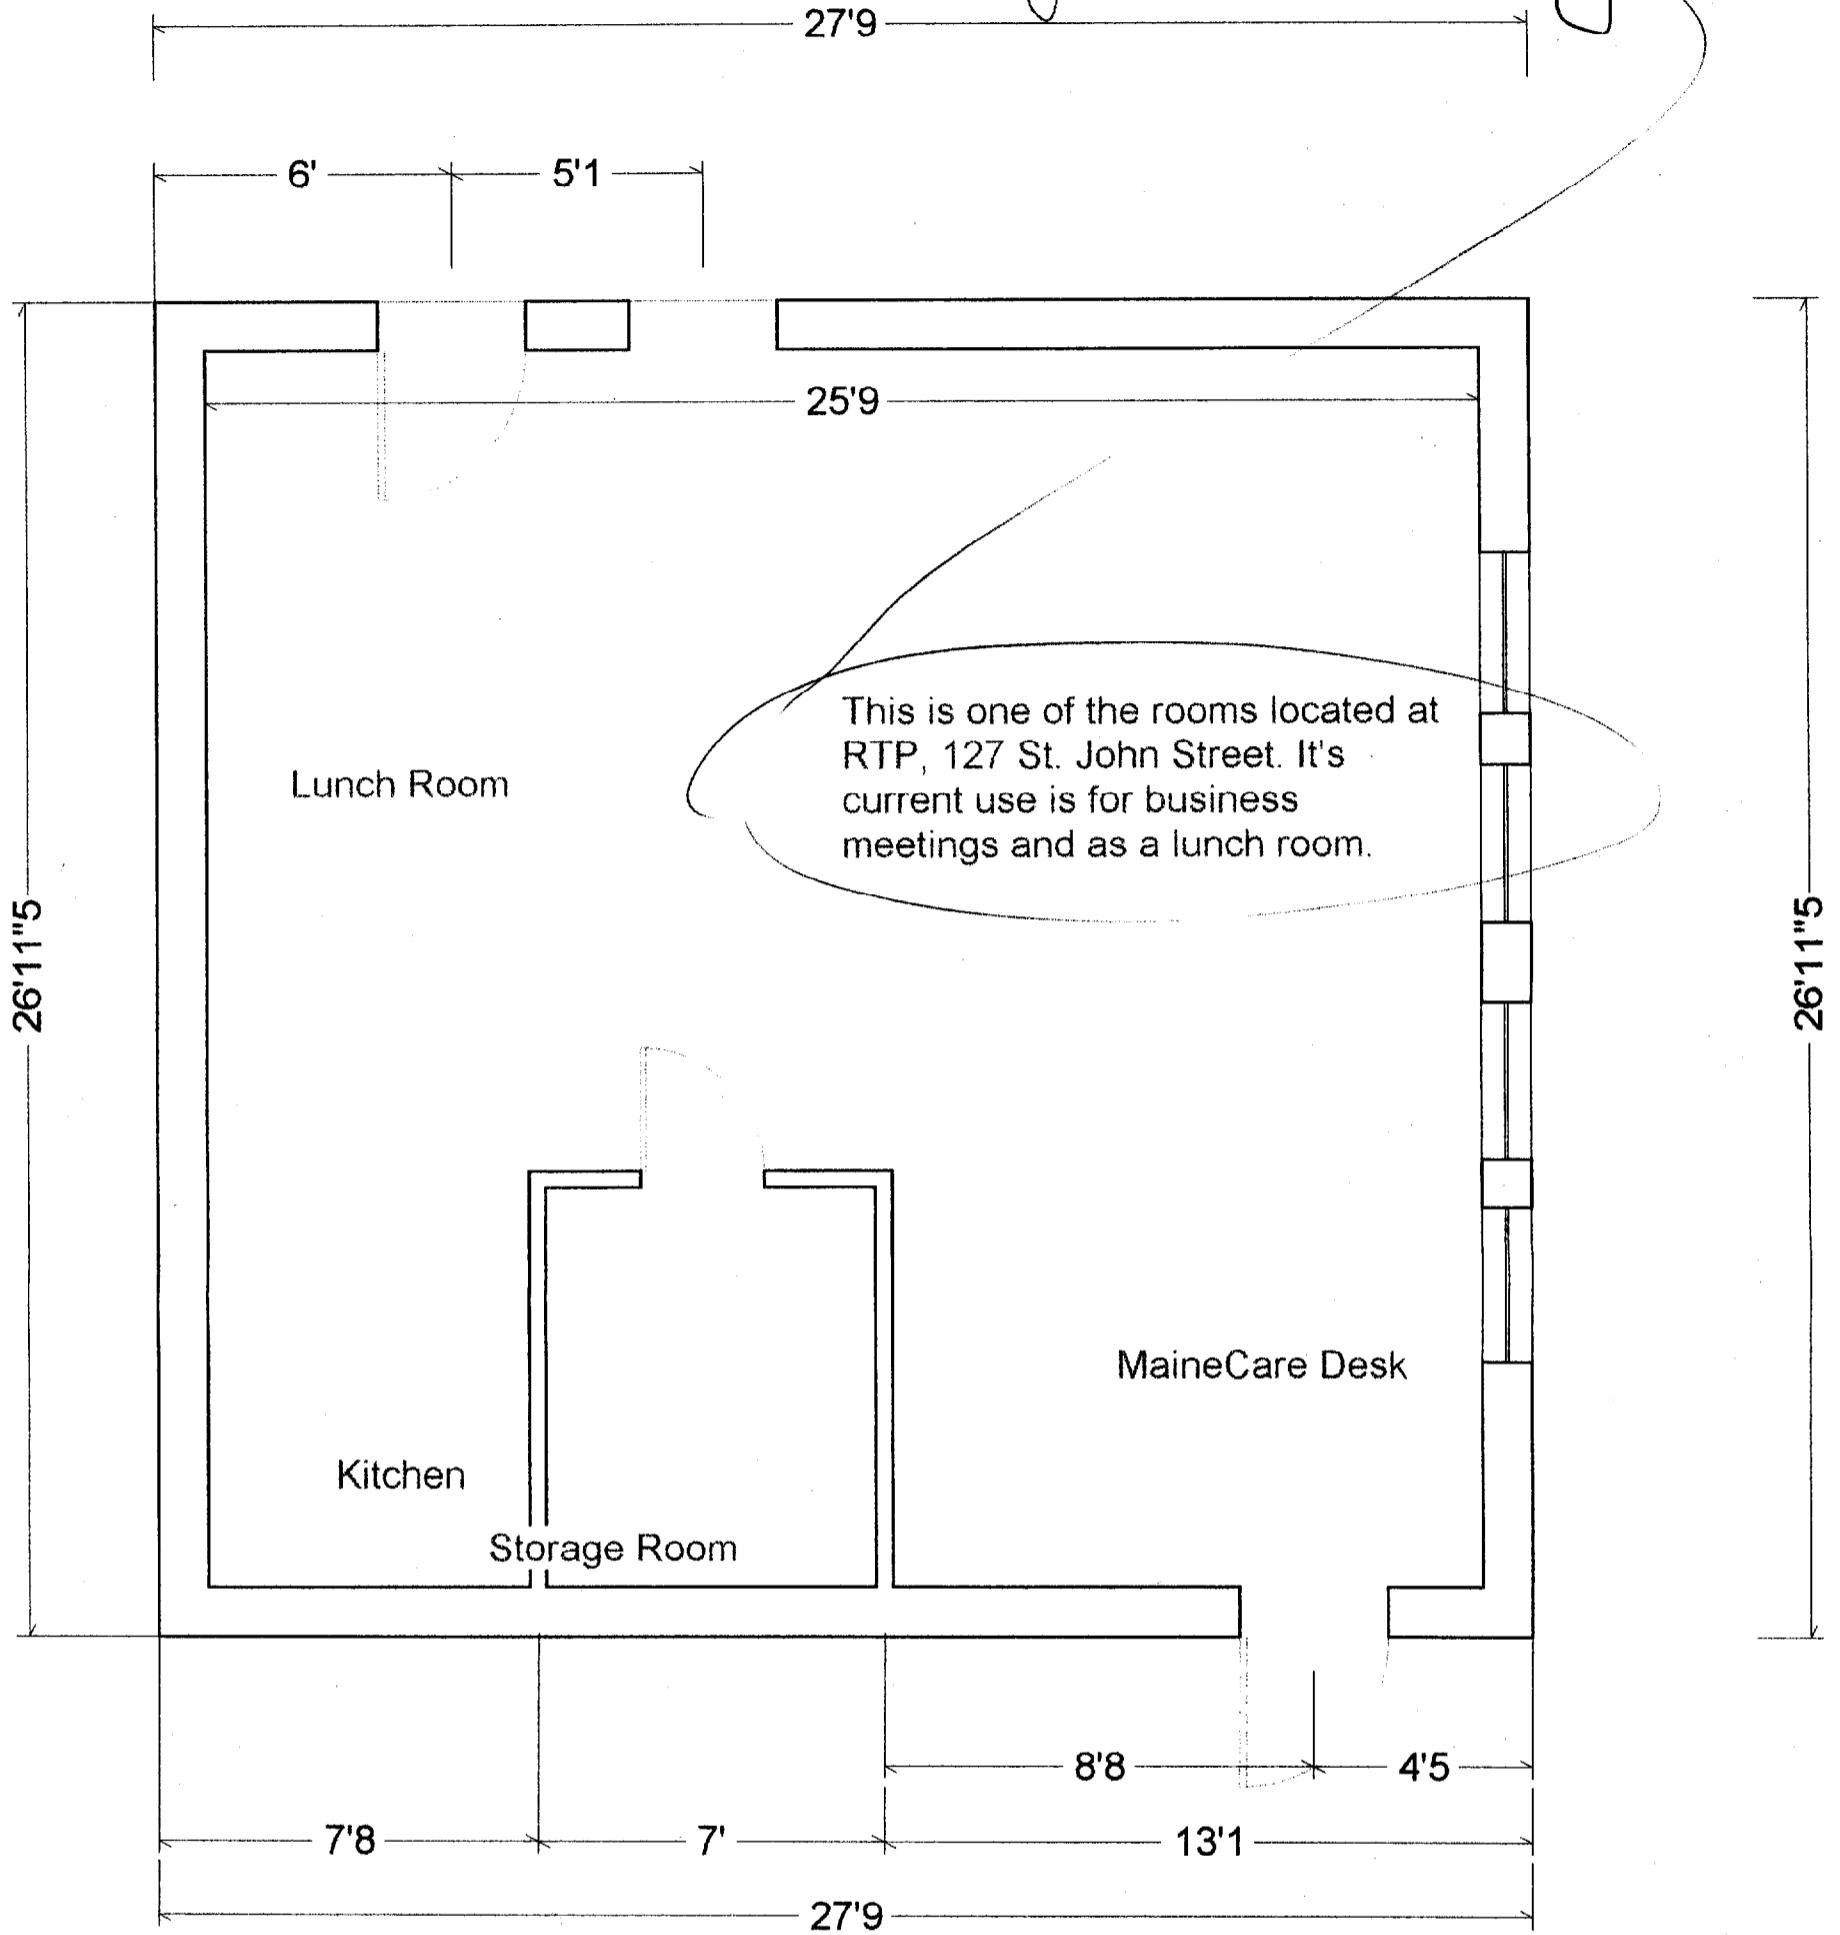 27'9
6'
5'1
25'9
This is one of the rooms located at
RTP, 127 St. John Street. It's
current use is for business
meetings and as a lunch room.
Lunch Room
26'11"5
26'11"5
MaineCare Desk
Kitchen
Storage Room
8'8
4'5
7'8
7'
13'1
27'9